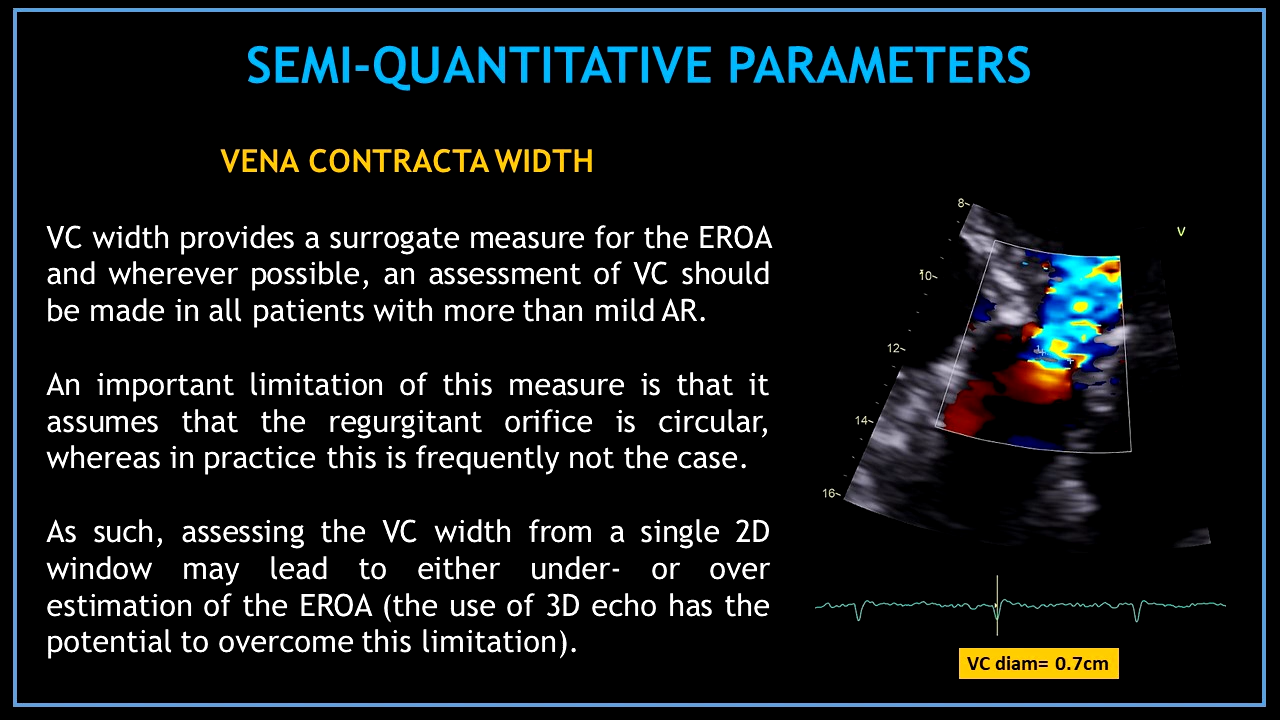 SEMI-QUANTITATIVE PARAMETERS
VENA CONTRACTA WIDTH
VC width provides a surrogate measure for the EROA
and wherever possible, an assessment of VC should
be made in all patients with more than mild AR.
An important limitation of this measure is that it
assumes that the regurgitant orifice is circular,
whereas in practice this is frequently not the case.
As such, assessing the VC width from a single 2D
window may lead to either under- or over
estimation of the EROA (the use of 3D echo has the
potential to overcome this limitation).
8
V
10
12
14
16
VC diam= 0.7cm